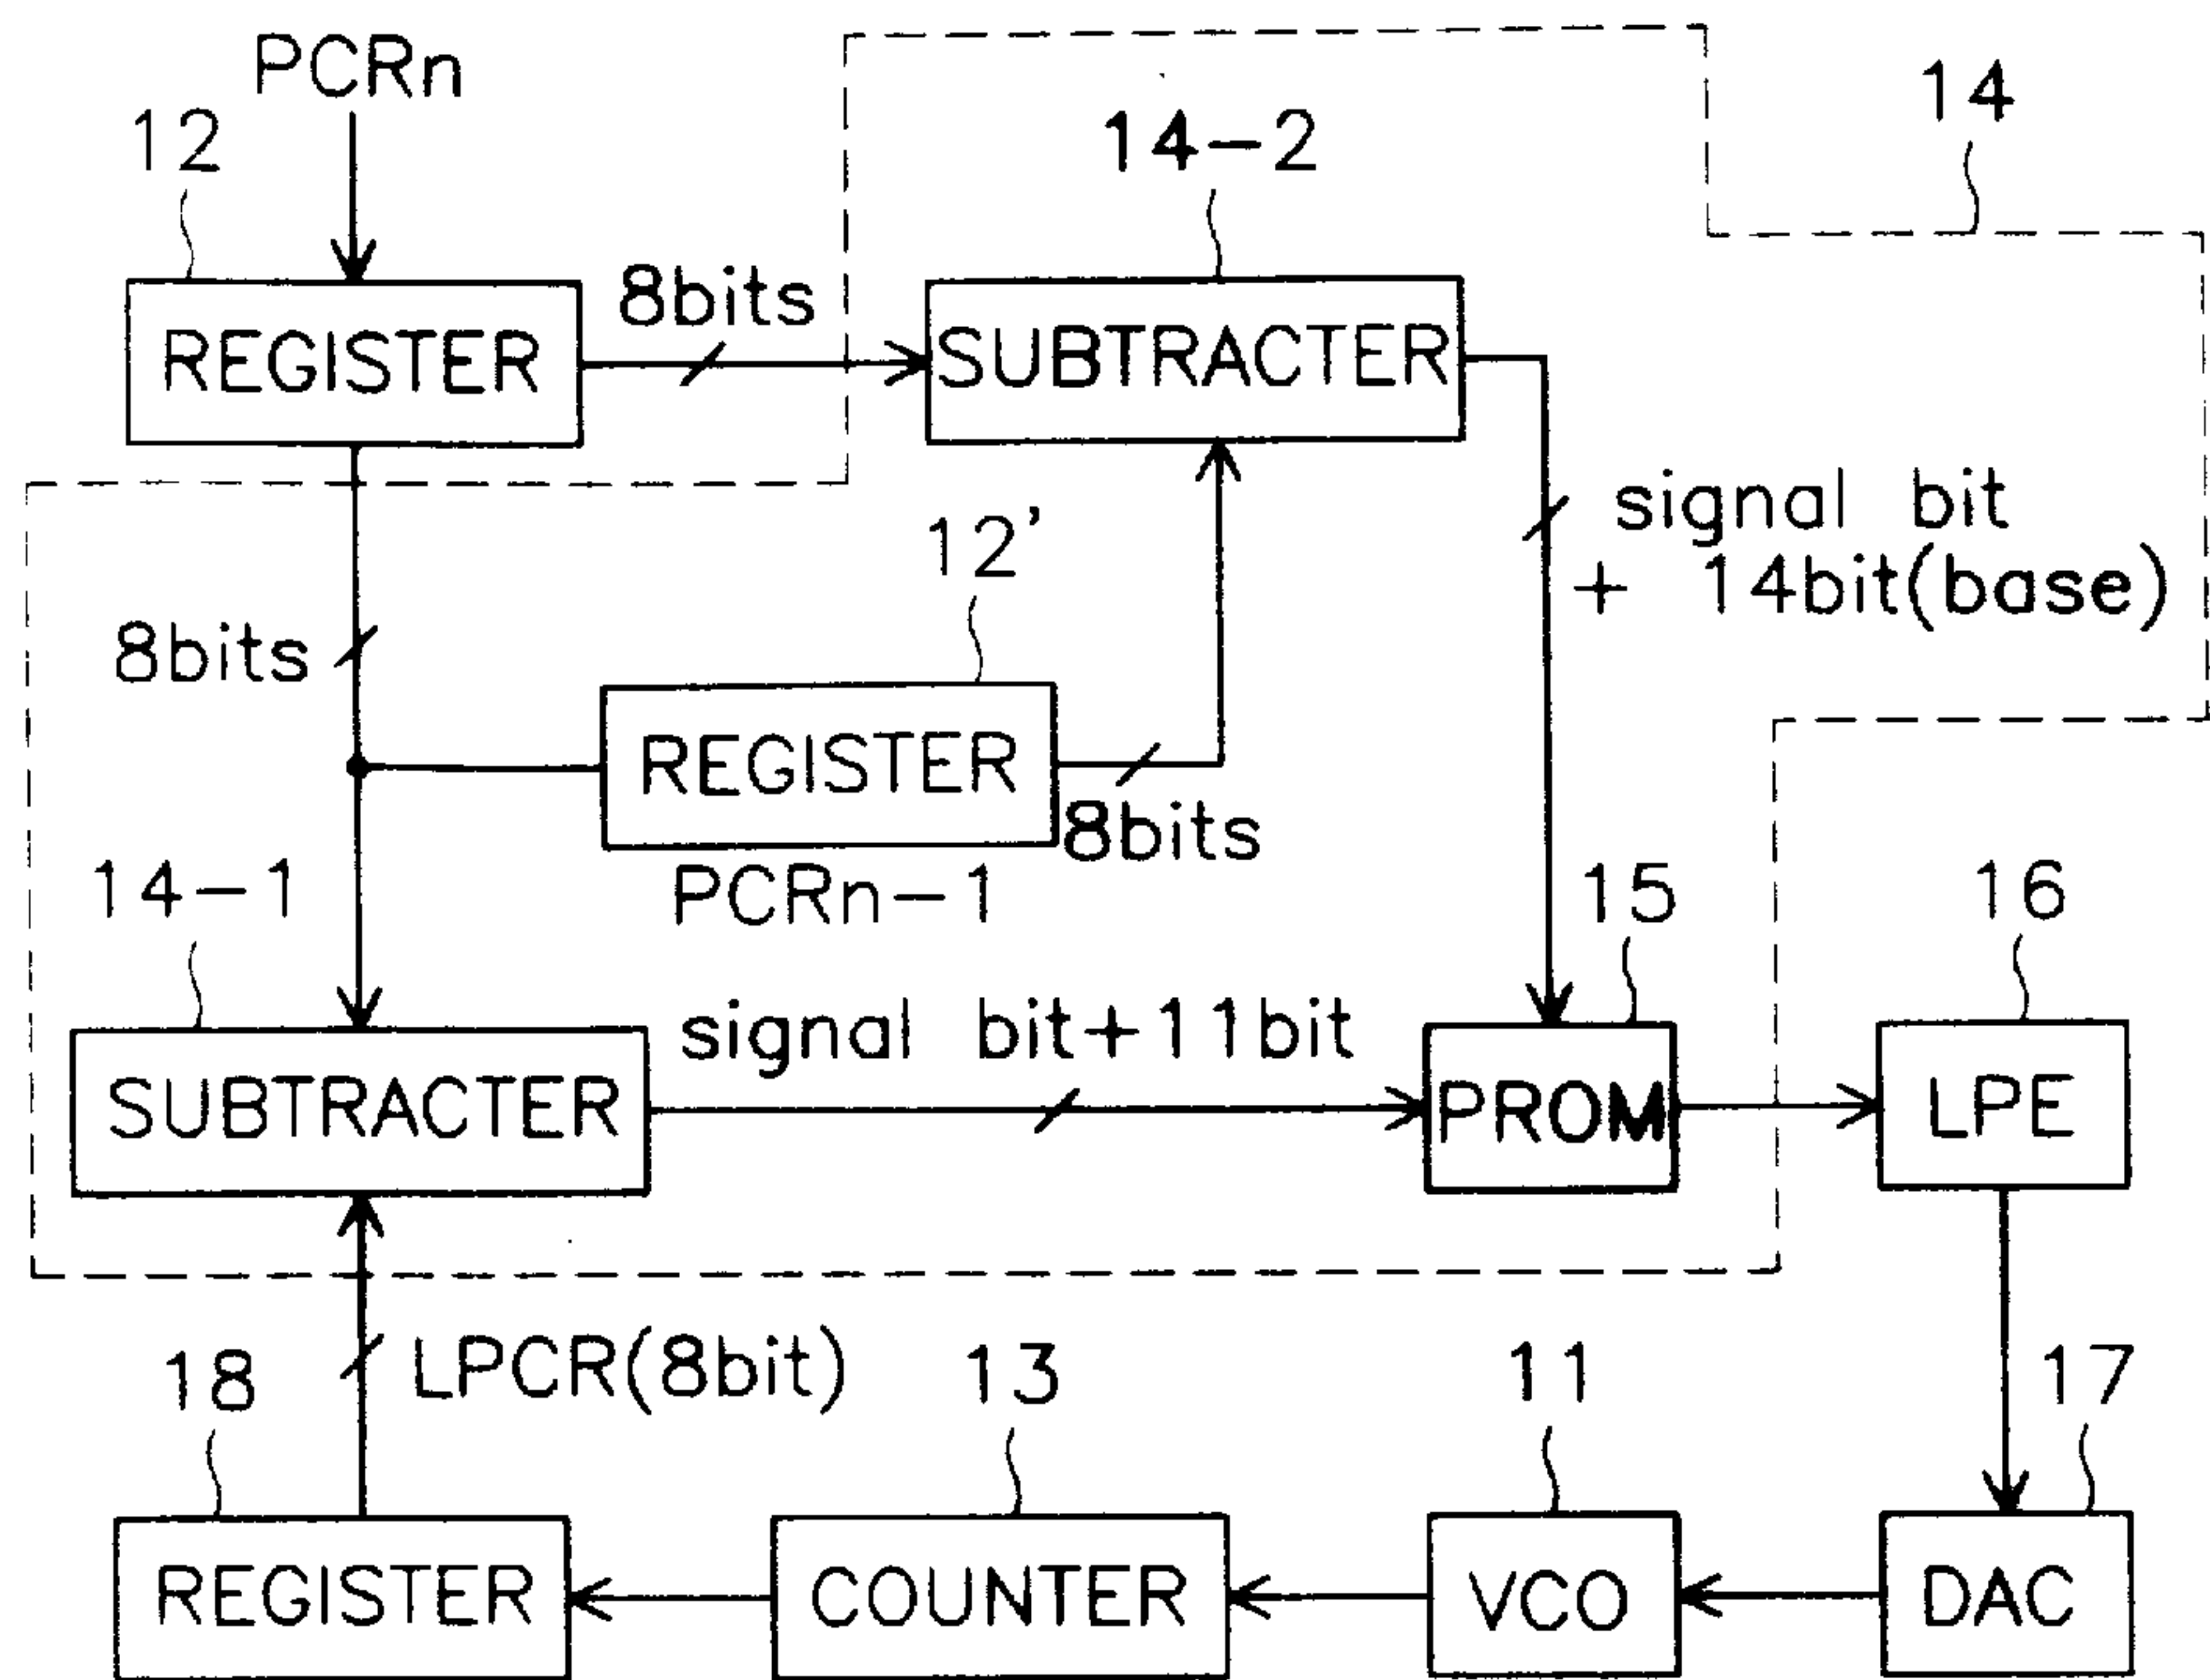 PCRn
12
14-2
14
REGISTER
8bits
SUBTRACTER
signal bit
+ 14bit(base)
12'
8bits
REGISTER
8bits
PCRn-1
14-1
15
16
signal bit+11bit
SUBTRACTER
PROM
LPE
LPCR(8bit)
18
13
11
17
REGISTER
COUNTER
VCO
DAC